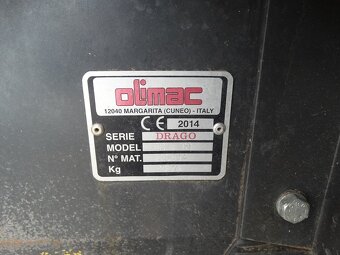 olimac
12040 MARGARITA (CUNEO) - ITALY
CE 2014
SERIE DRAGO
MODEL
N° MAT.
Kg